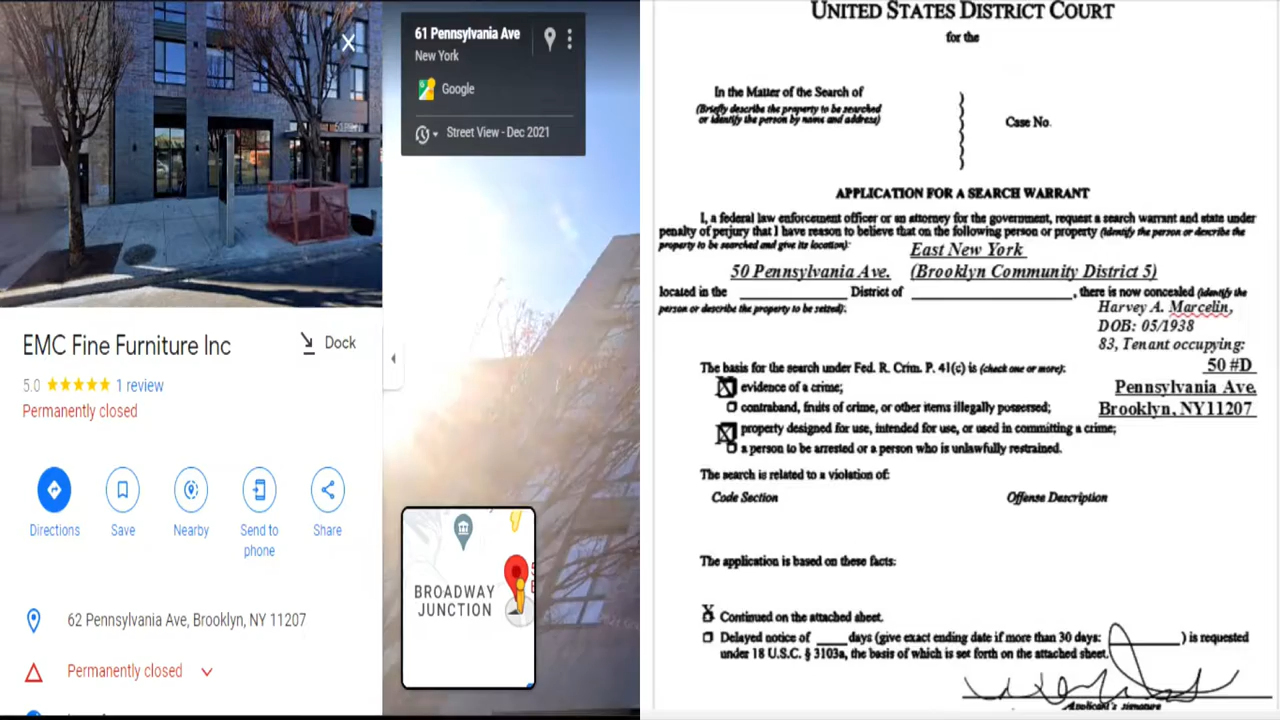 61 Pennsylvania Ave
New York
Google
Street View - Dec 2021
EMC Fine Furniture Inc
Dock
5.0 1 review
Permanently closed
Directions Save Nearby Send to phone Share
62 Pennsylvania Ave, Brooklyn, NY 11207
Permanently closed
BROADWAY
JUNCTION
UNITED STATES DISTRICT COURT
for the
In the Matter of the Search of
(Briefly describe the property to be searched
or identify the person by name and address)
Case No.
APPLICATION FOR A SEARCH WARRANT
I, a federal law enforcement officer or an attorney for the government, request a search warrant and state under
penalty of perjury that I have reason to believe that on the following person or property (identify the person or describe the
property to be searched and give its location):
East New York
50 Pennsylvania Ave. (Brooklyn Community District 5)
located in the District of , there is now concealed (identify the
person or describe the property to be seized):
Harvey A. Marcelin,
DOB: 05/1938
83, Tenant occupying:
50 #D
Pennsylvania Ave.
Brooklyn, NY11207
The basis for the search under Fed. R. Crim. P. 41(c) is (check one or more):
evidence of a crime;
contraband, fruits of crime, or other items illegally possessed;
property designed for use, intended for use, or used in committing a crime;
a person to be arrested or a person who is unlawfully restrained.
The search is related to a violation of:
Code Section Offense Description
The application is based on these facts:
X Continued on the attached sheet.
Delayed notice of days (give exact ending date if more than 30 days: ) is requested
under 18 U.S.C. § 3103a, the basis of which is set forth on the attached sheet.
Applicant's signature